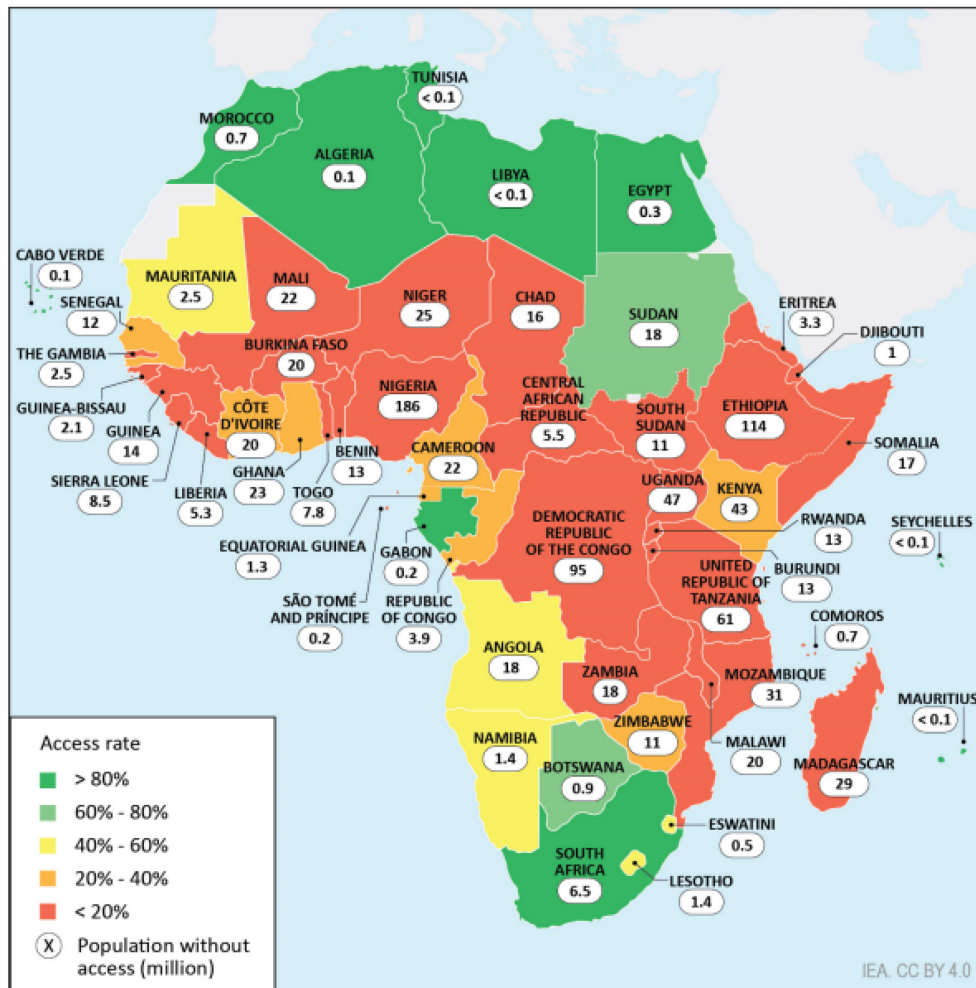 TUNISIA
< 0.1
MOROCCO
0.7
ALGERIA
0.1
LIBYA
< 0.1
EGYPT
0.3
CABO VERDE
0.1
MAURITANIA
2.5
MALI
22
NIGER
25
CHAD
16
SUDAN
18
ERITREA
3.3
DJIBOUTI
1
SENEGAL
12
THE GAMBIA
2.5
BURKINA FASO
20
GUINEA-BISSAU
2.1
GUINEA
14
SIERRA LEONE
8.5
LIBERIA
5.3
CÔTE
D'IVOIRE
20
GHANA
23
TOGO
7.8
BENIN
13
NIGERIA
186
CAMEROON
22
CENTRAL
AFRICAN
REPUBLIC
5.5
SOUTH
SUDAN
11
ETHIOPIA
114
SOMALIA
17
UGANDA
47
KENYA
43
RWANDA
13
SEYCHELLES
< 0.1
EQUATORIAL GUINEA
1.3
GABON
0.2
SÃO TOMÉ
AND PRÍNCIPE
0.2
REPUBLIC
OF CONGO
3.9
DEMOCRATIC
REPUBLIC
OF THE CONGO
95
BURUNDI
13
UNITED
REPUBLIC OF
TANZANIA
61
COMOROS
0.7
ANGOLA
18
ZAMBIA
18
MOZAMBIQUE
31
MAURITIUS
< 0.1
NAMIBIA
1.4
ZIMBABWE
11
MALAWI
20
MADAGASCAR
29
BOTSWANA
0.9
ESWATINI
0.5
SOUTH
AFRICA
6.5
LESOTHO
1.4
Access rate
> 80%
60% - 80%
40% - 60%
20% - 40%
< 20%
X Population without
access (million)
IEA. CC BY 4.0